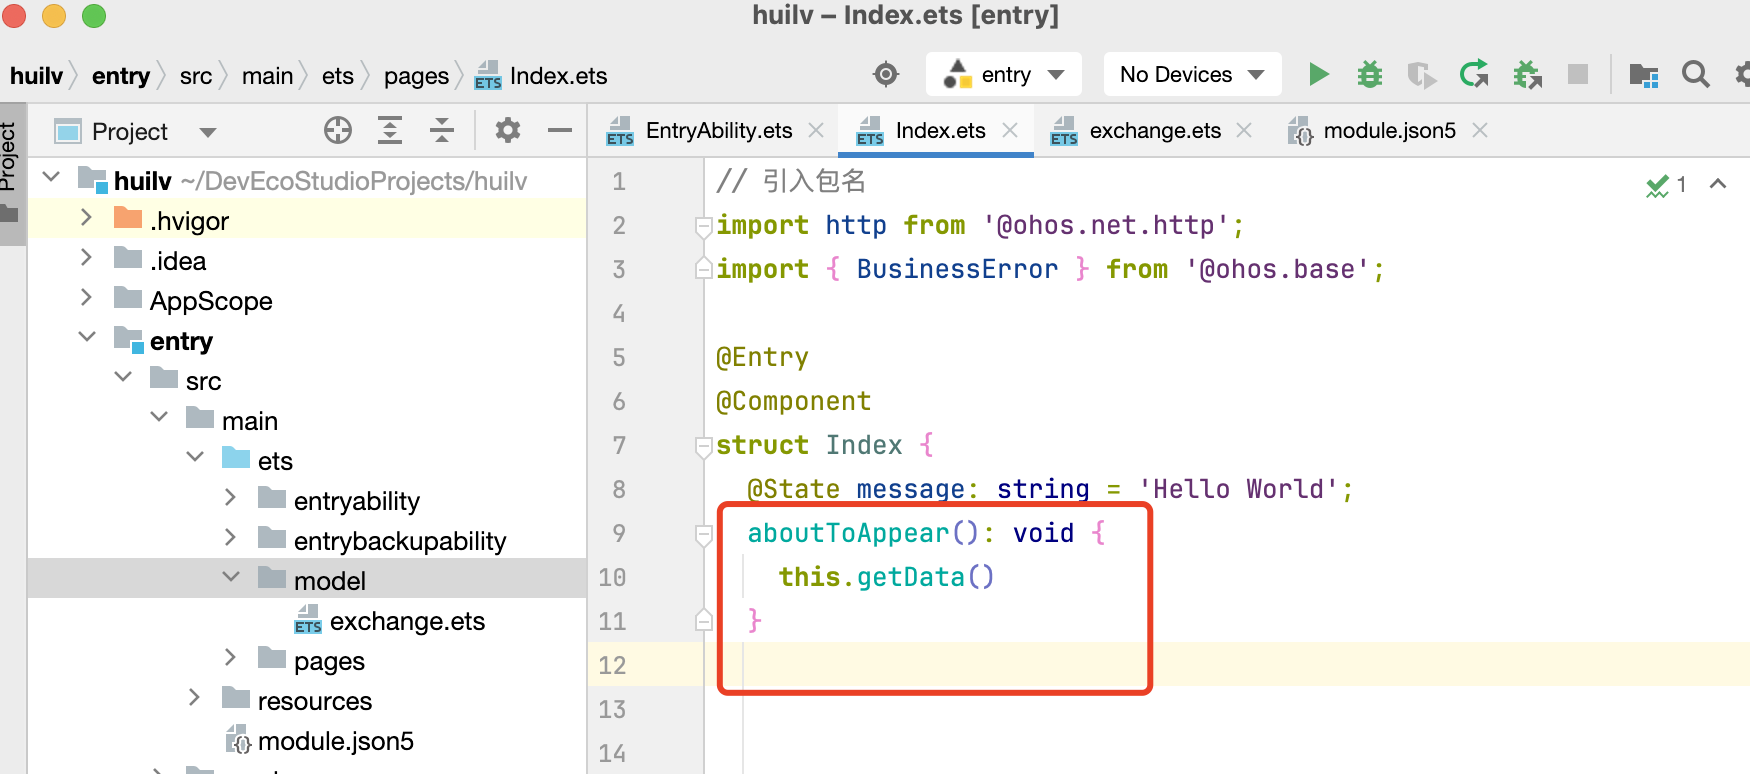 huilv – Index.ets [entry]
huilv entry src main ets pages Index.ets
entry
No Devices
Project
Project
EntryAbility.ets
Index.ets
exchange.ets
module.json5
huilv ~/DevEcoStudioProjects/huilv
.hvigor
.idea
AppScope
entry
src
main
ets
entryability
entrybackupability
model
exchange.ets
pages
resources
module.json5
1 // 引入包名
2 import http from '@ohos.net.http';
3 import { BusinessError } from '@ohos.base';
4
5 @Entry
6 @Component
7 struct Index {
8 @State message: string = 'Hello World';
9 aboutToAppear(): void {
10 this.getData()
11 }
12
13
14
1